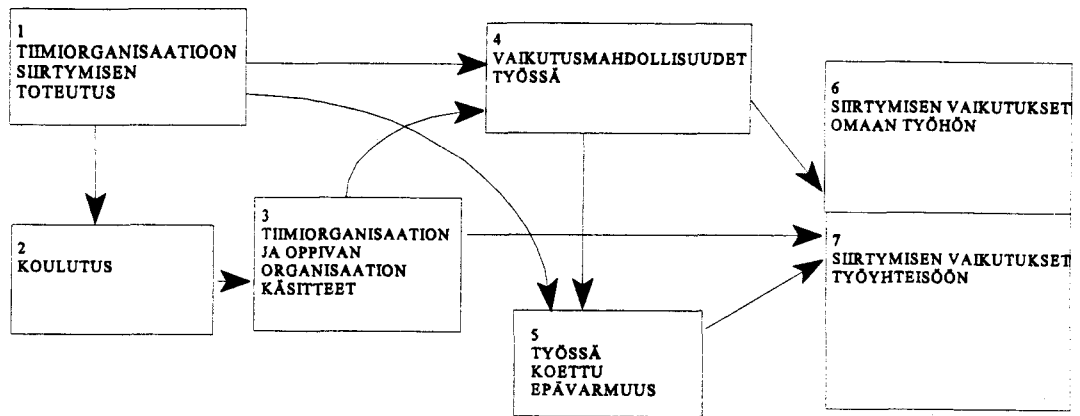 1
TIIMIORGANISAATIOON
SIIRTYMISEN
TOTEUTUS
2
KOULUTUS
3
TIIMIORGANISAATION
JA OPPIVAN
ORGANISAATION
KÄSITTEET
4
VAIKUTUSMAHDOLLISUUDET
TYÖSSÄ
5
TYÖSSÄ
KOETTU
EPÄVARMUUS
6
SIIRTYMISEN VAIKUTUKSET
OMAAN TYÖHÖN
7
SIIRTYMISEN VAIKUTUKSET
TYÖYHTEISÖÖN